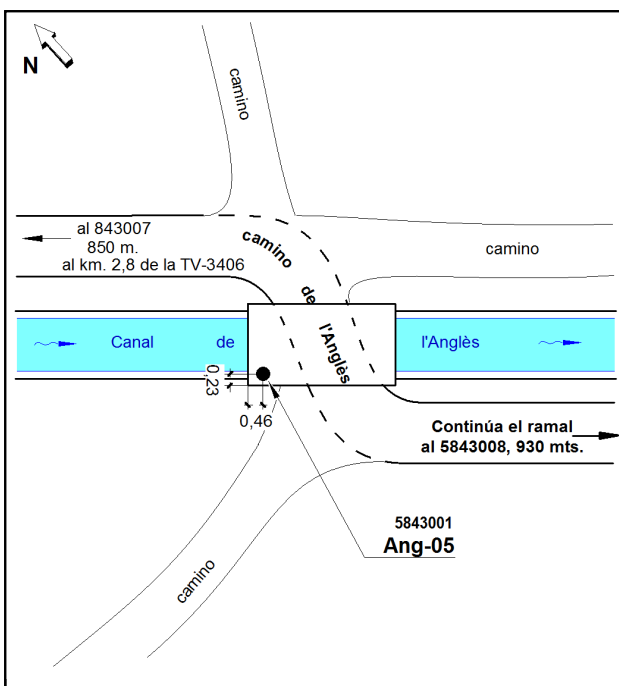 N
camino
al 843007
850 m.
al km. 2,8 de la TV-3406
camino
de
l'Anglès
camino
Canal de
l'Anglès
0,23
0,46
Continúa el ramal
al 5843008, 930 mts.
5843001
Ang-05
camino